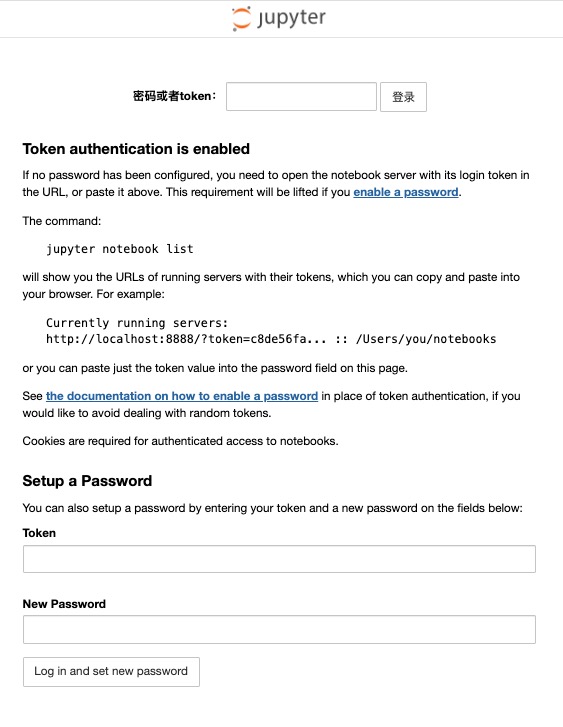 jupyter
密码或者token: 登录
Token authentication is enabled
If no password has been configured, you need to open the notebook server with its login token in
the URL, or paste it above. This requirement will be lifted if you enable a password.
The command:
jupyter notebook list
will show you the URLs of running servers with their tokens, which you can copy and paste into
your browser. For example:
Currently running servers:
http://localhost:8888/?token=c8de56fa... :: /Users/you/notebooks
or you can paste just the token value into the password field on this page.
See the documentation on how to enable a password in place of token authentication, if you
would like to avoid dealing with random tokens.
Cookies are required for authenticated access to notebooks.
Setup a Password
You can also setup a password by entering your token and a new password on the fields below:
Token
New Password
Log in and set new password